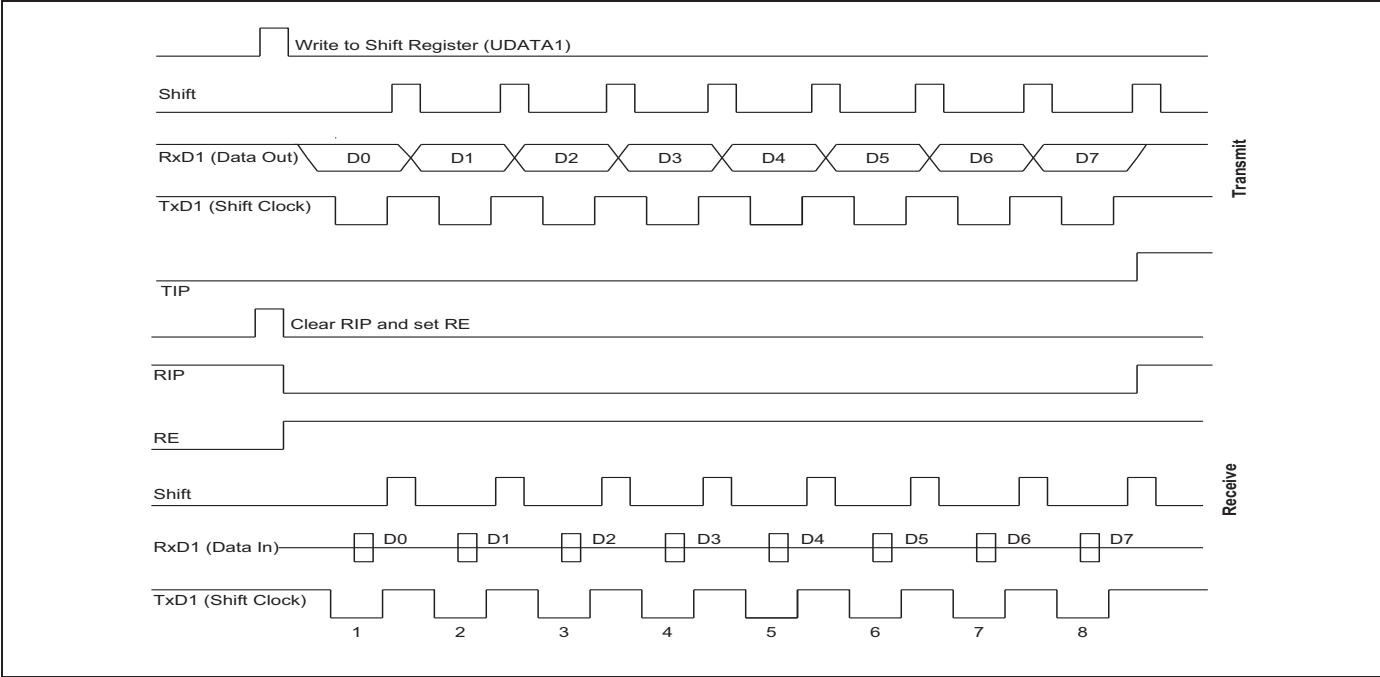 Write to Shift Register (UDATA1)
Shift
RxD1 (Data Out) D0 D1 D2 D3 D4 D5 D6 D7
TxD1 (Shift Clock)
TIP
Transmit
Clear RIP and set RE
RIP
RE
Shift
RxD1 (Data In) D0 D1 D2 D3 D4 D5 D6 D7
TxD1 (Shift Clock)
1 2 3 4 5 6 7 8
Receive